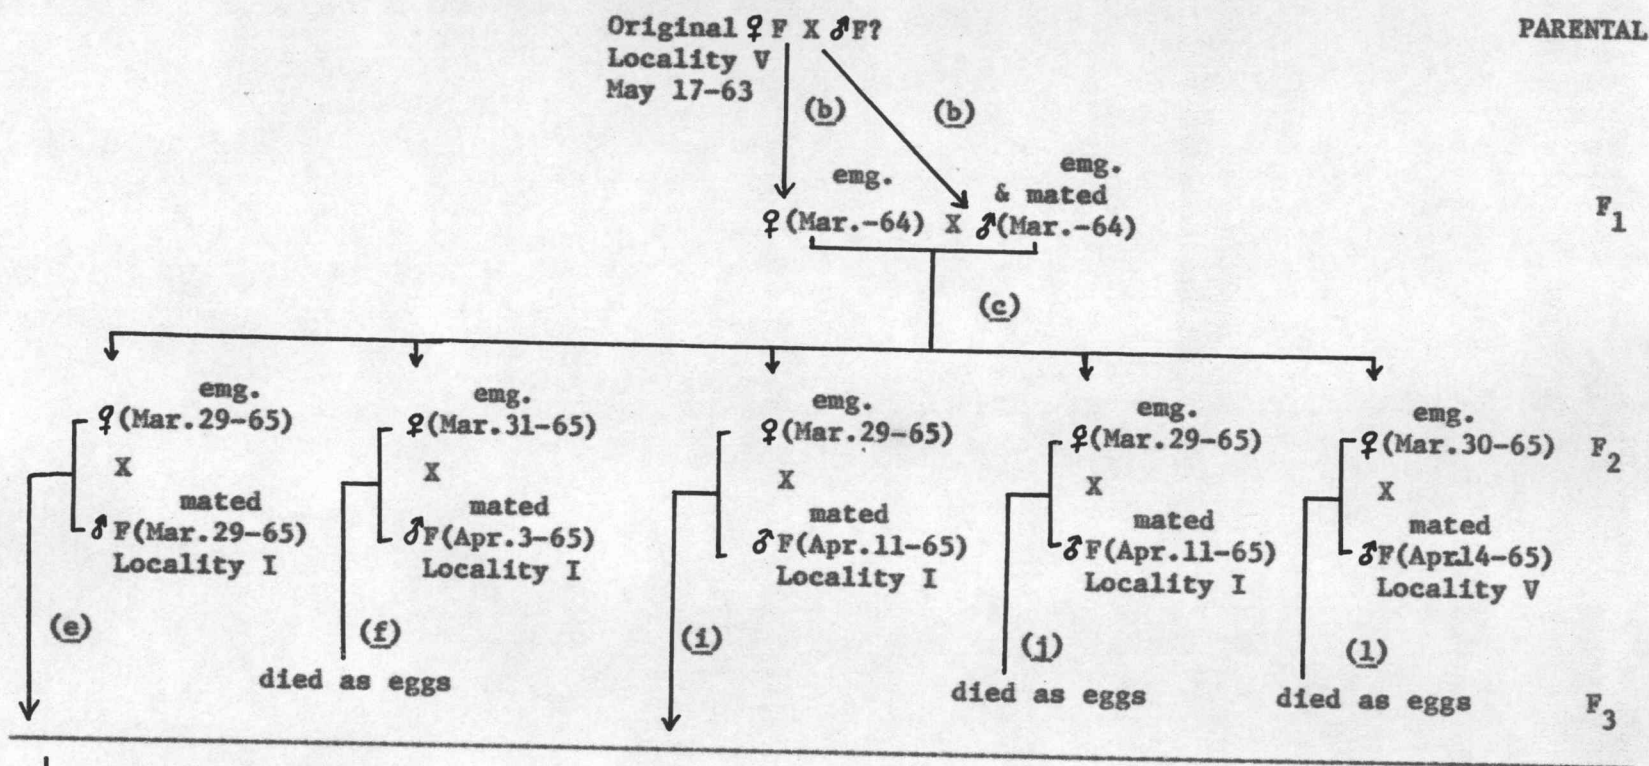 Original ♀ F X ♂F?
PARENTAL
Locality V
May 17-63
(b) (b)
emg.
emg.
& mated
♀(Mar.-64) X ♂(Mar.-64)
F1
(c)
emg. emg. emg. emg. emg.
♀(Mar.29-65) ♀(Mar.31-65) ♀(Mar.29-65) ♀(Mar.29-65) ♀(Mar.30-65) F2
X X X X X
mated mated mated mated mated
♂F(Mar.29-65) ♂F(Apr.3-65) ♂F(Apr.11-65) ♂F(Apr.11-65) ♂F(Apr.14-65)
Locality I Locality I Locality I Locality I Locality V
(e) (f) (i) (j) (l)
died as eggs died as eggs died as eggs
F3